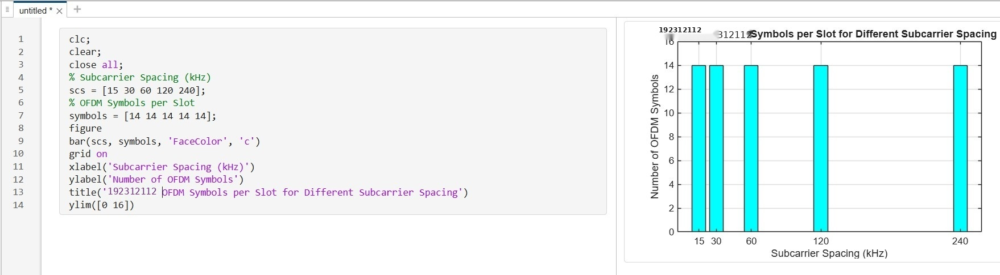 untitled * × +
1 clc;
2 clear;
3 close all;
4 % Subcarrier Spacing (kHz)
5 scs = [15 30 60 120 240];
6 % OFDM Symbols per Slot
7 symbols = [14 14 14 14 14];
8 figure
9 bar(scs, symbols, 'FaceColor', 'c')
10 grid on
11 xlabel('Subcarrier Spacing (kHz)')
12 ylabel('Number of OFDM Symbols')
13 title('192312112 OFDM Symbols per Slot for Different Subcarrier Spacing')
14 ylim([0 16])
192312112
Symbols per Slot for Different Subcarrier Spacing
16
14
12
10
8
6
4
2
0
Number of OFDM Symbols
15 30 60 120 240
Subcarrier Spacing (kHz)